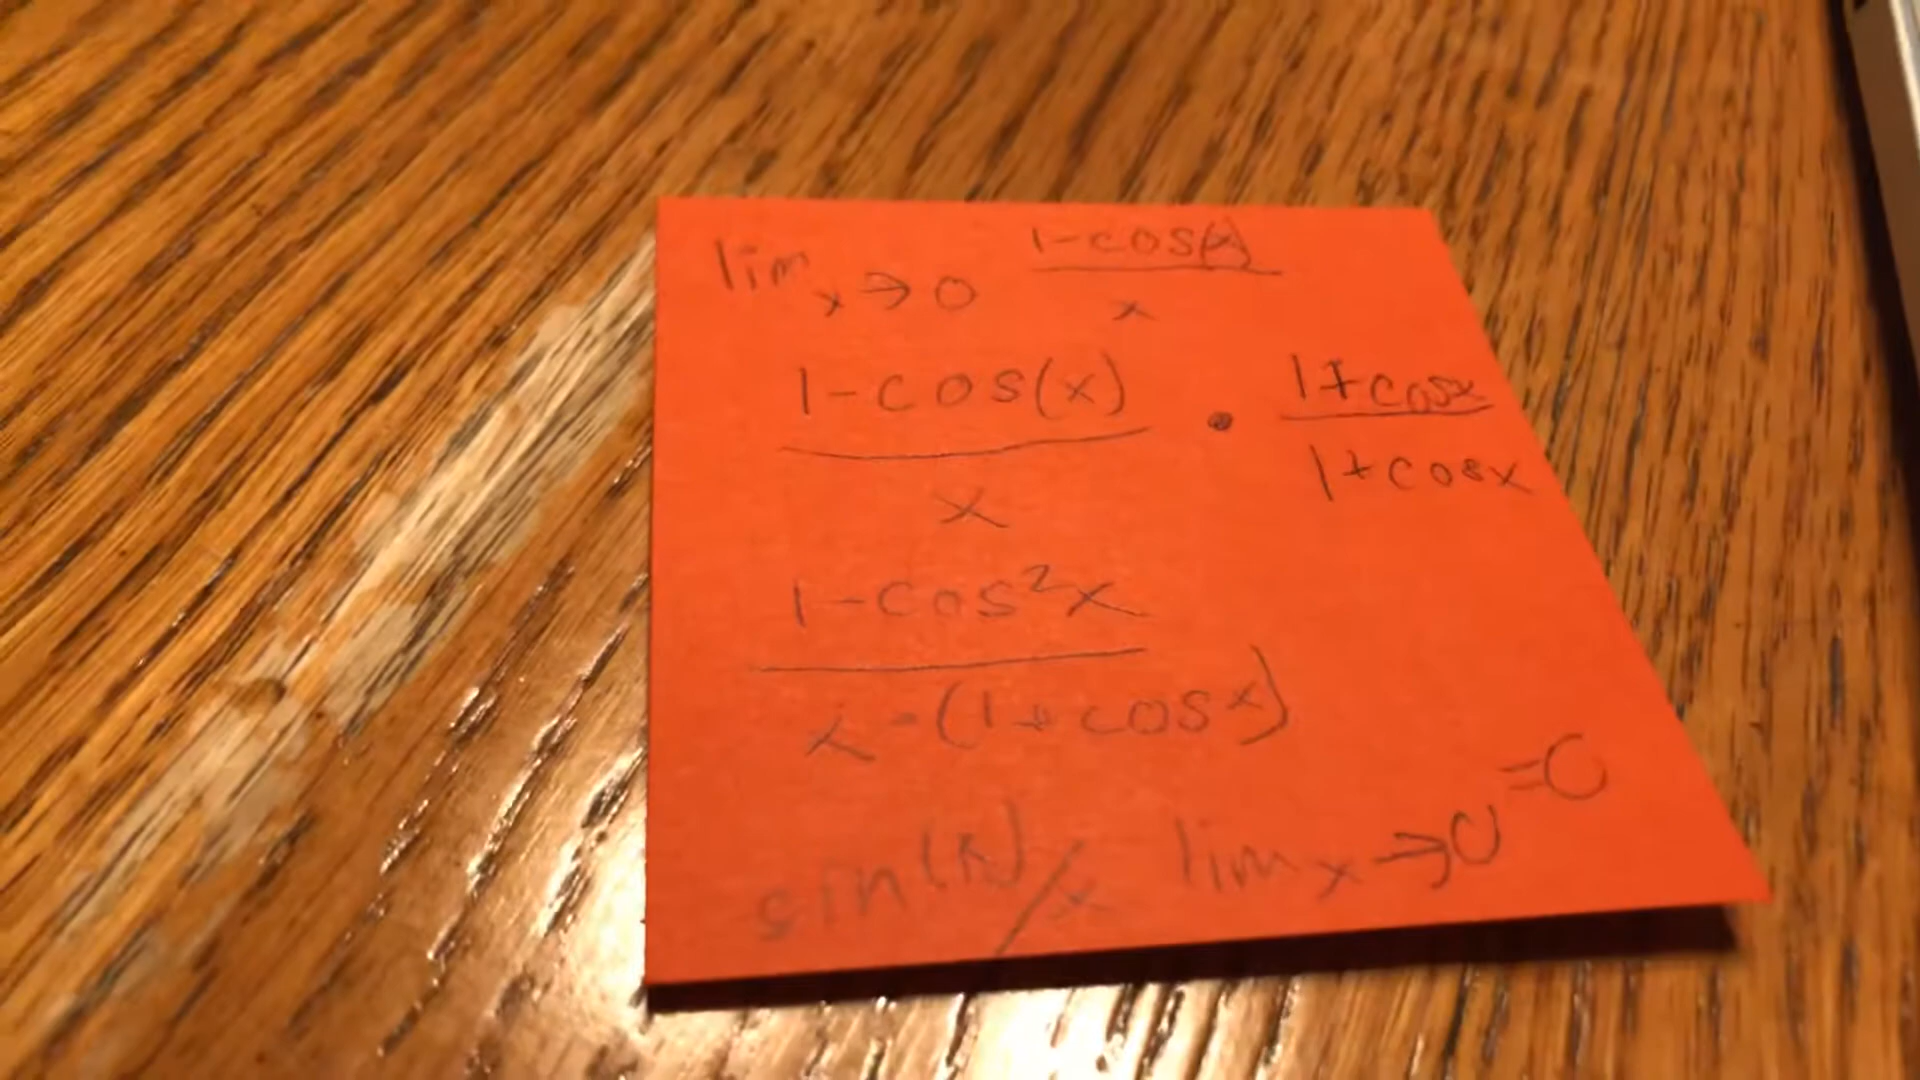 lim x→0 1-cos(x)
x
1-cos(x) • 1+cosx
x 1+cosx
1-cos²x
x-(1+cosx)
sin(x)/x lim x→0 =0